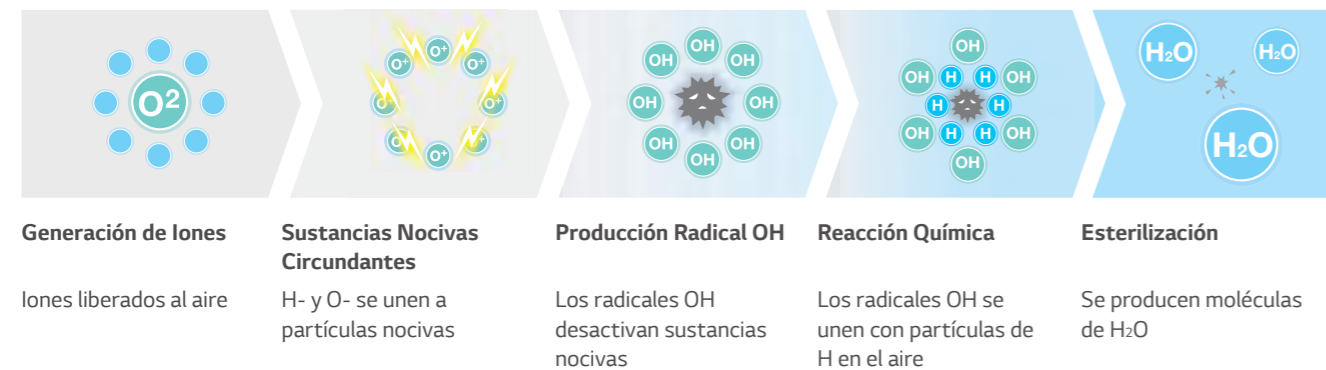 O²
O⁺ O⁺ O⁺ O⁺ O⁺ O⁺ O⁺ O⁺
OH OH OH OH OH OH OH OH
OH OH OH OH OH OH
H H H H H H
H₂O H₂O H₂O
Generación de Iones
Iones liberados al aire
Sustancias Nocivas
Circundantes
H- y O- se unen a
partículas nocivas
Producción Radical OH
Los radicales OH
desactivan sustancias
nocivas
Reacción Química
Los radicales OH se
unen con partículas de
H en el aire
Esterilización
Se producen moléculas
de H₂O